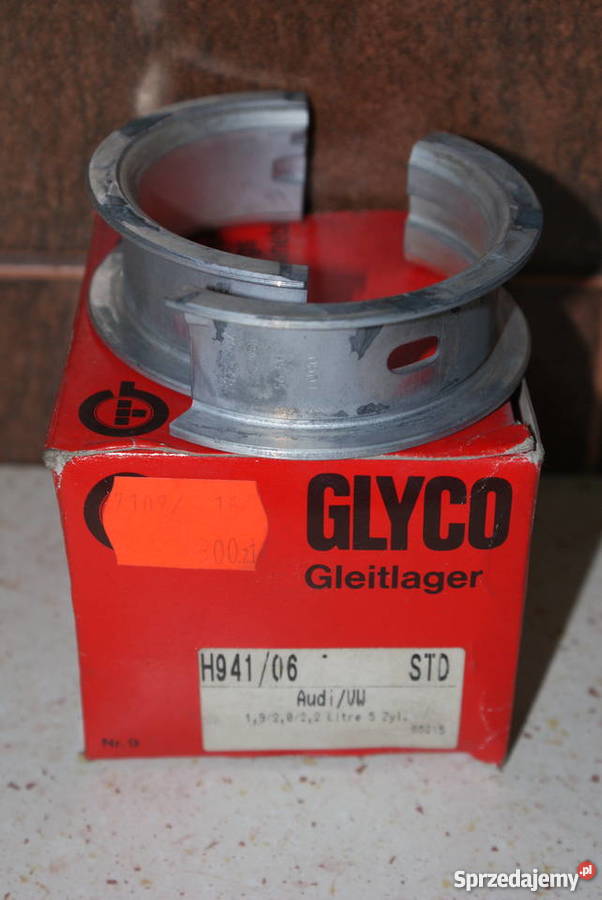 GLYCO
Gleitlager
H941/06 STD
Audi/VW
1,9/2,0/2,2 Litre 5 Zyl.
Nr. 9
Sprzedajemy.pl